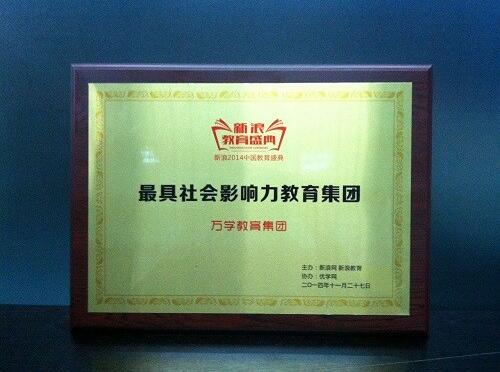 新浪
教育盛典
新浪2014中国教育盛典
最具社会影响力教育集团
万学教育集团
主办：新浪网 新浪教育
协办：优学网
二〇一四年十一月二十七日